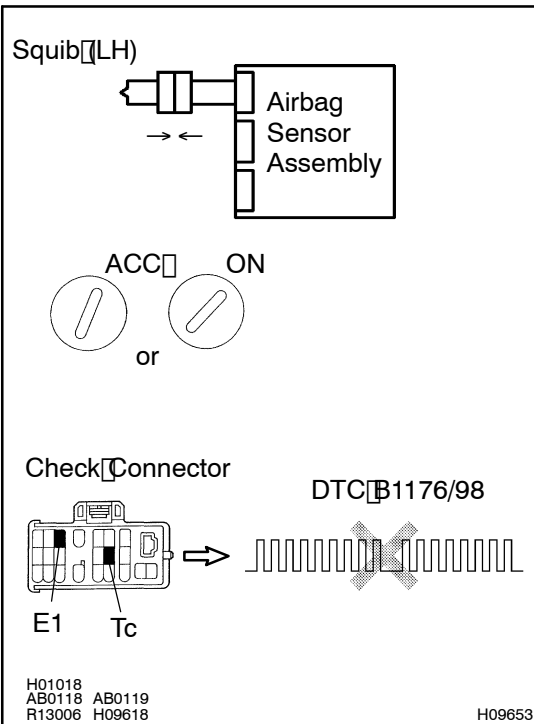 Squib (LH)
Airbag
Sensor
Assembly
ACC ON
or
Check Connector
DTC B1176/98
E1
Tc
H01018
AB0118 AB0119
R13006 H09618
H09653